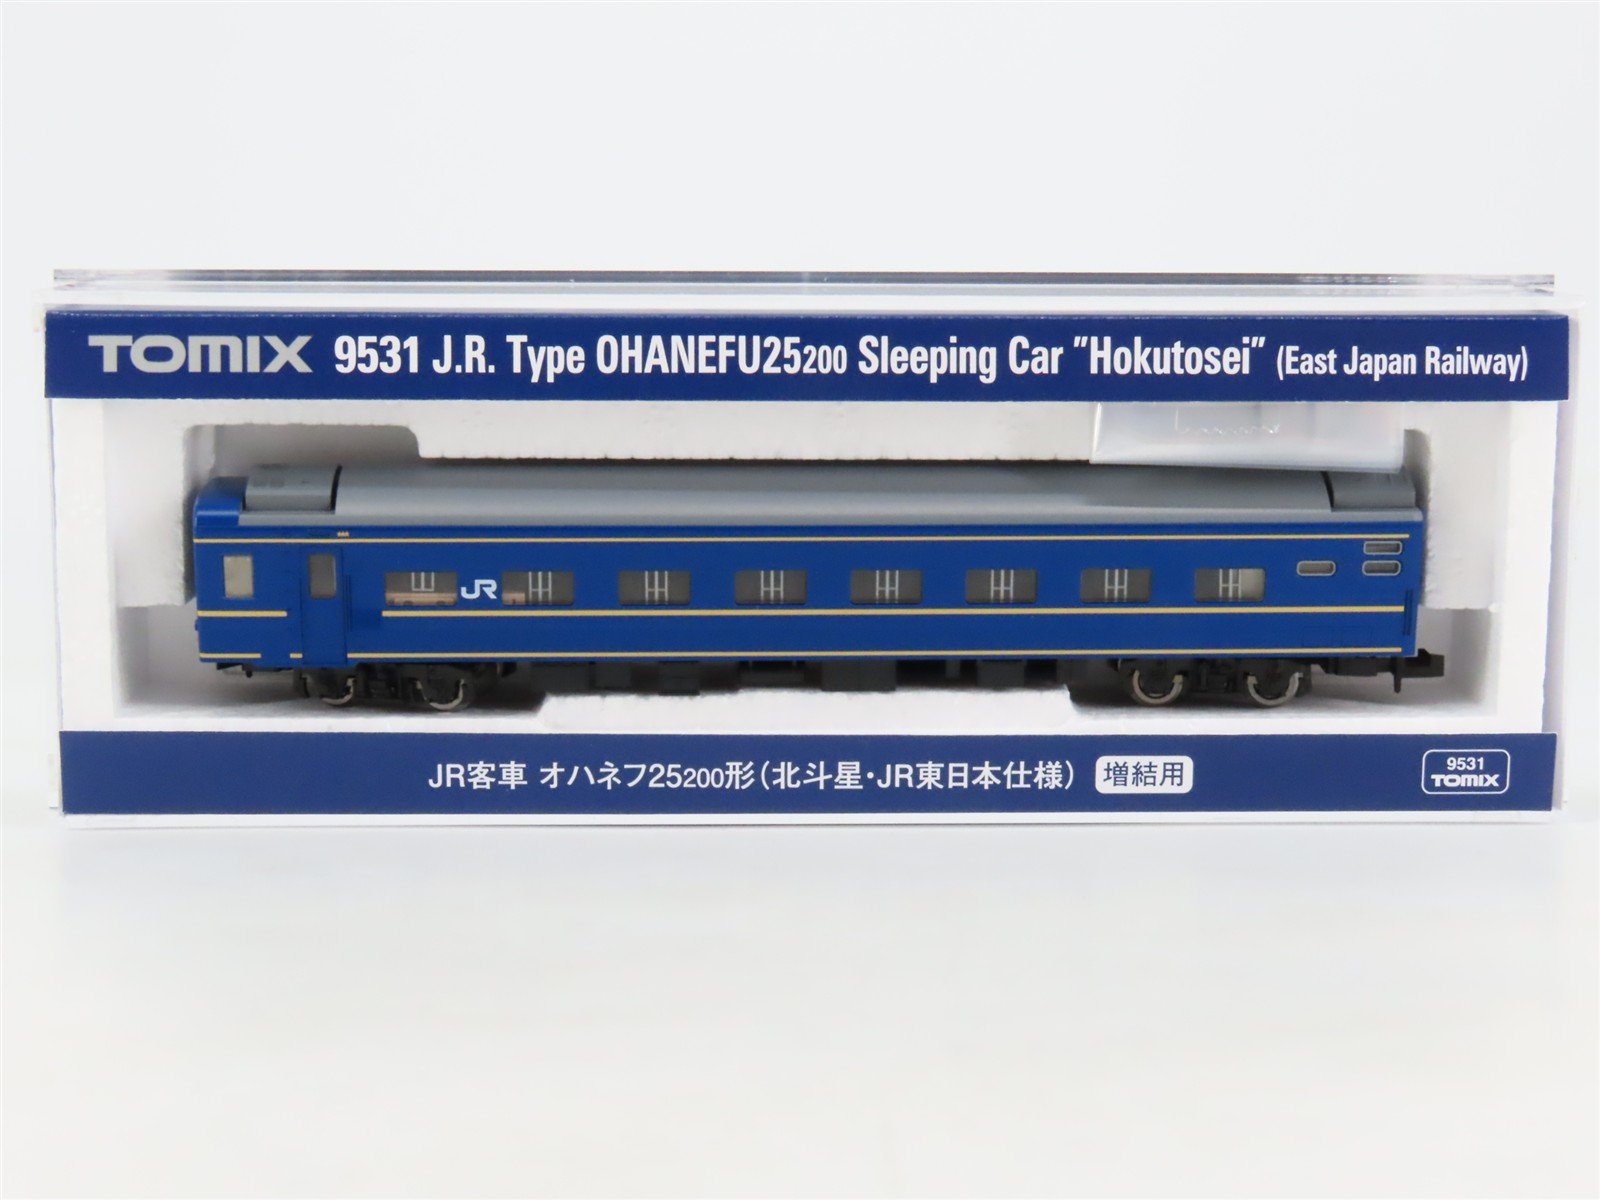 TOMIX 9531 J.R. Type OHANEFU25200 Sleeping Car "Hokutosei" (East Japan Railway)
JR
JR客車 オハネフ25200形(北斗星・JR東日本仕様) 増結用
9531
TOMIX